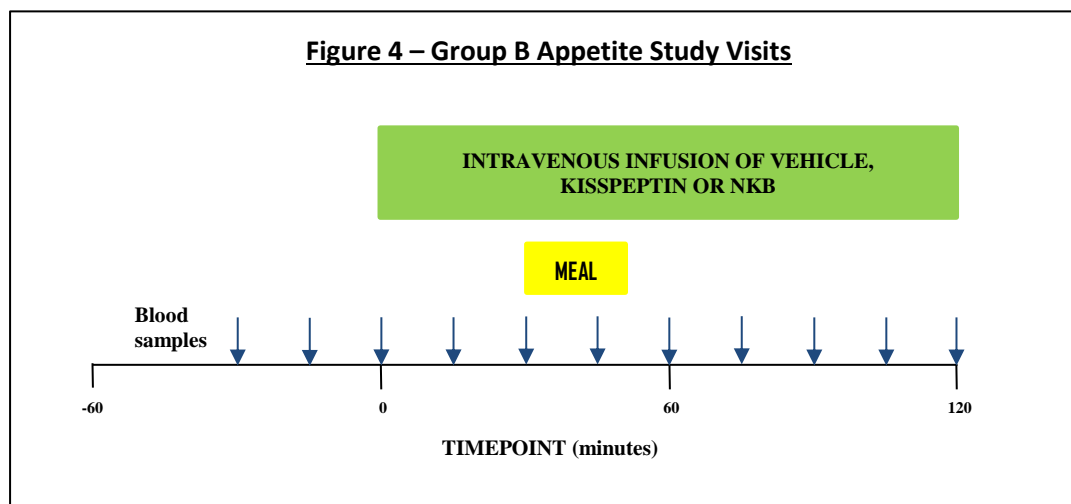 Figure 4 – Group B Appetite Study Visits
INTRAVENOUS INFUSION OF VEHICLE,
KISSPEPTIN OR NKB
MEAL
Blood
samples
-60 0 60 120
TIMEPOINT (minutes)